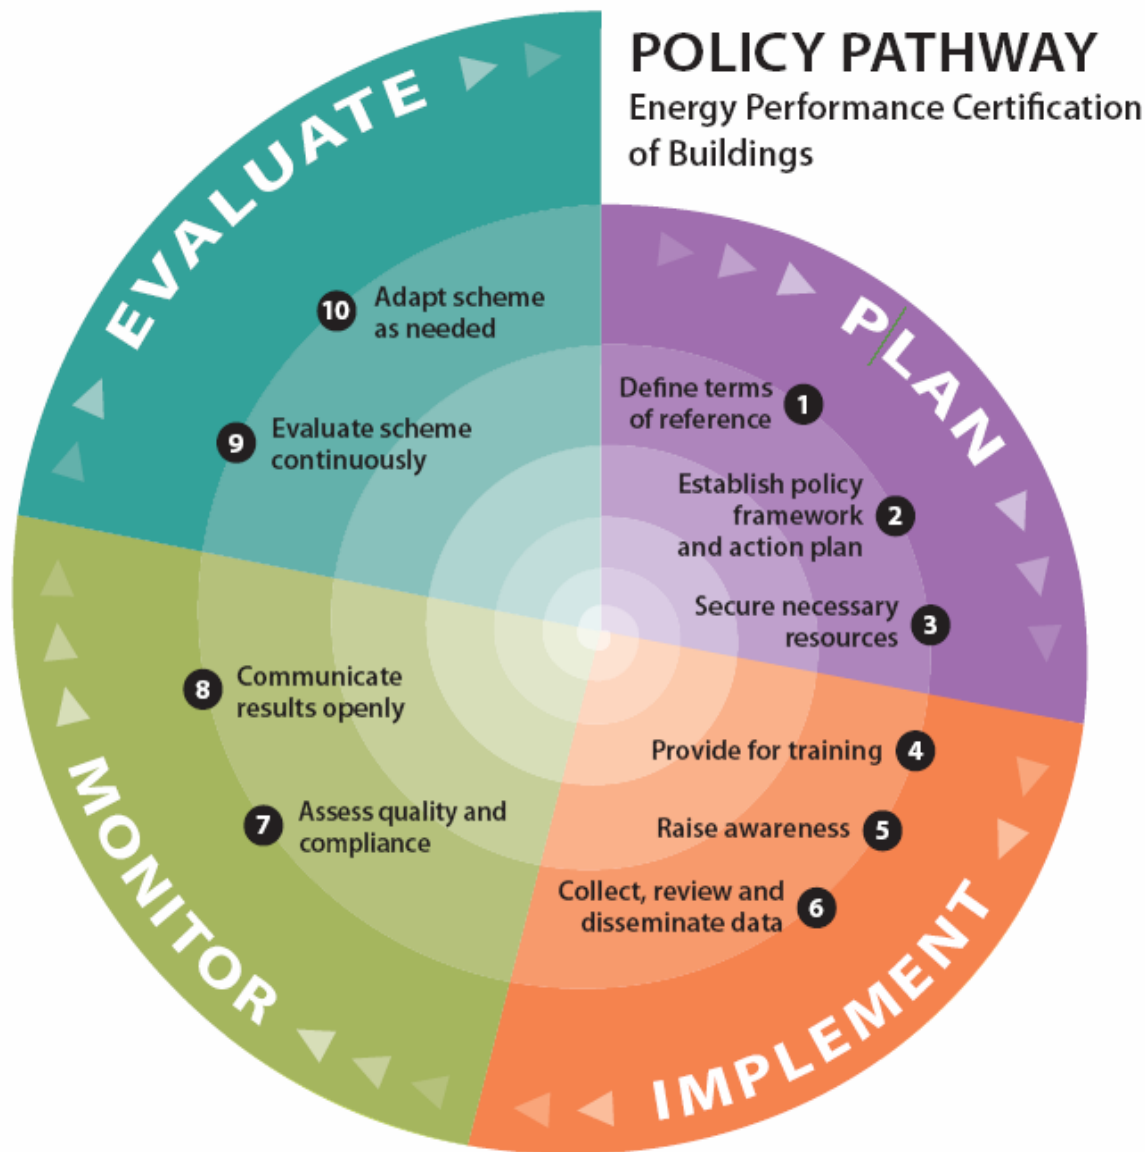 POLICY PATHWAY
Energy Performance Certification
of Buildings
PLAN
1
Define terms
of reference
2
Establish policy
framework
and action plan
3
Secure necessary
resources
IMPLEMENT
4
Provide for training
5
Raise awareness
6
Collect, review and
disseminate data
MONITOR
7
Assess quality and
compliance
8
Communicate
results openly
EVALUATE
9
Evaluate scheme
continuously
10
Adapt scheme
as needed